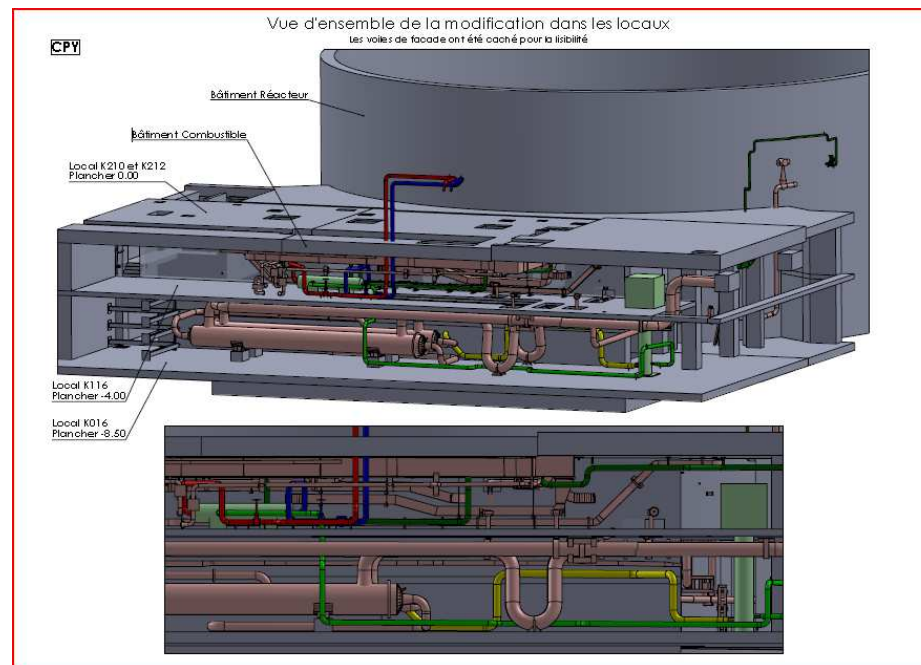 Vue d'ensemble de la modification dans les locaux
Les voiles de facade ont été caché pour la lisibilité
CPY
Bâtiment Réacteur
Bâtiment Combustible
Local K210 et K212
Plancher 0.00
Local K116
Plancher -4.00
Local K016
Plancher -8.50